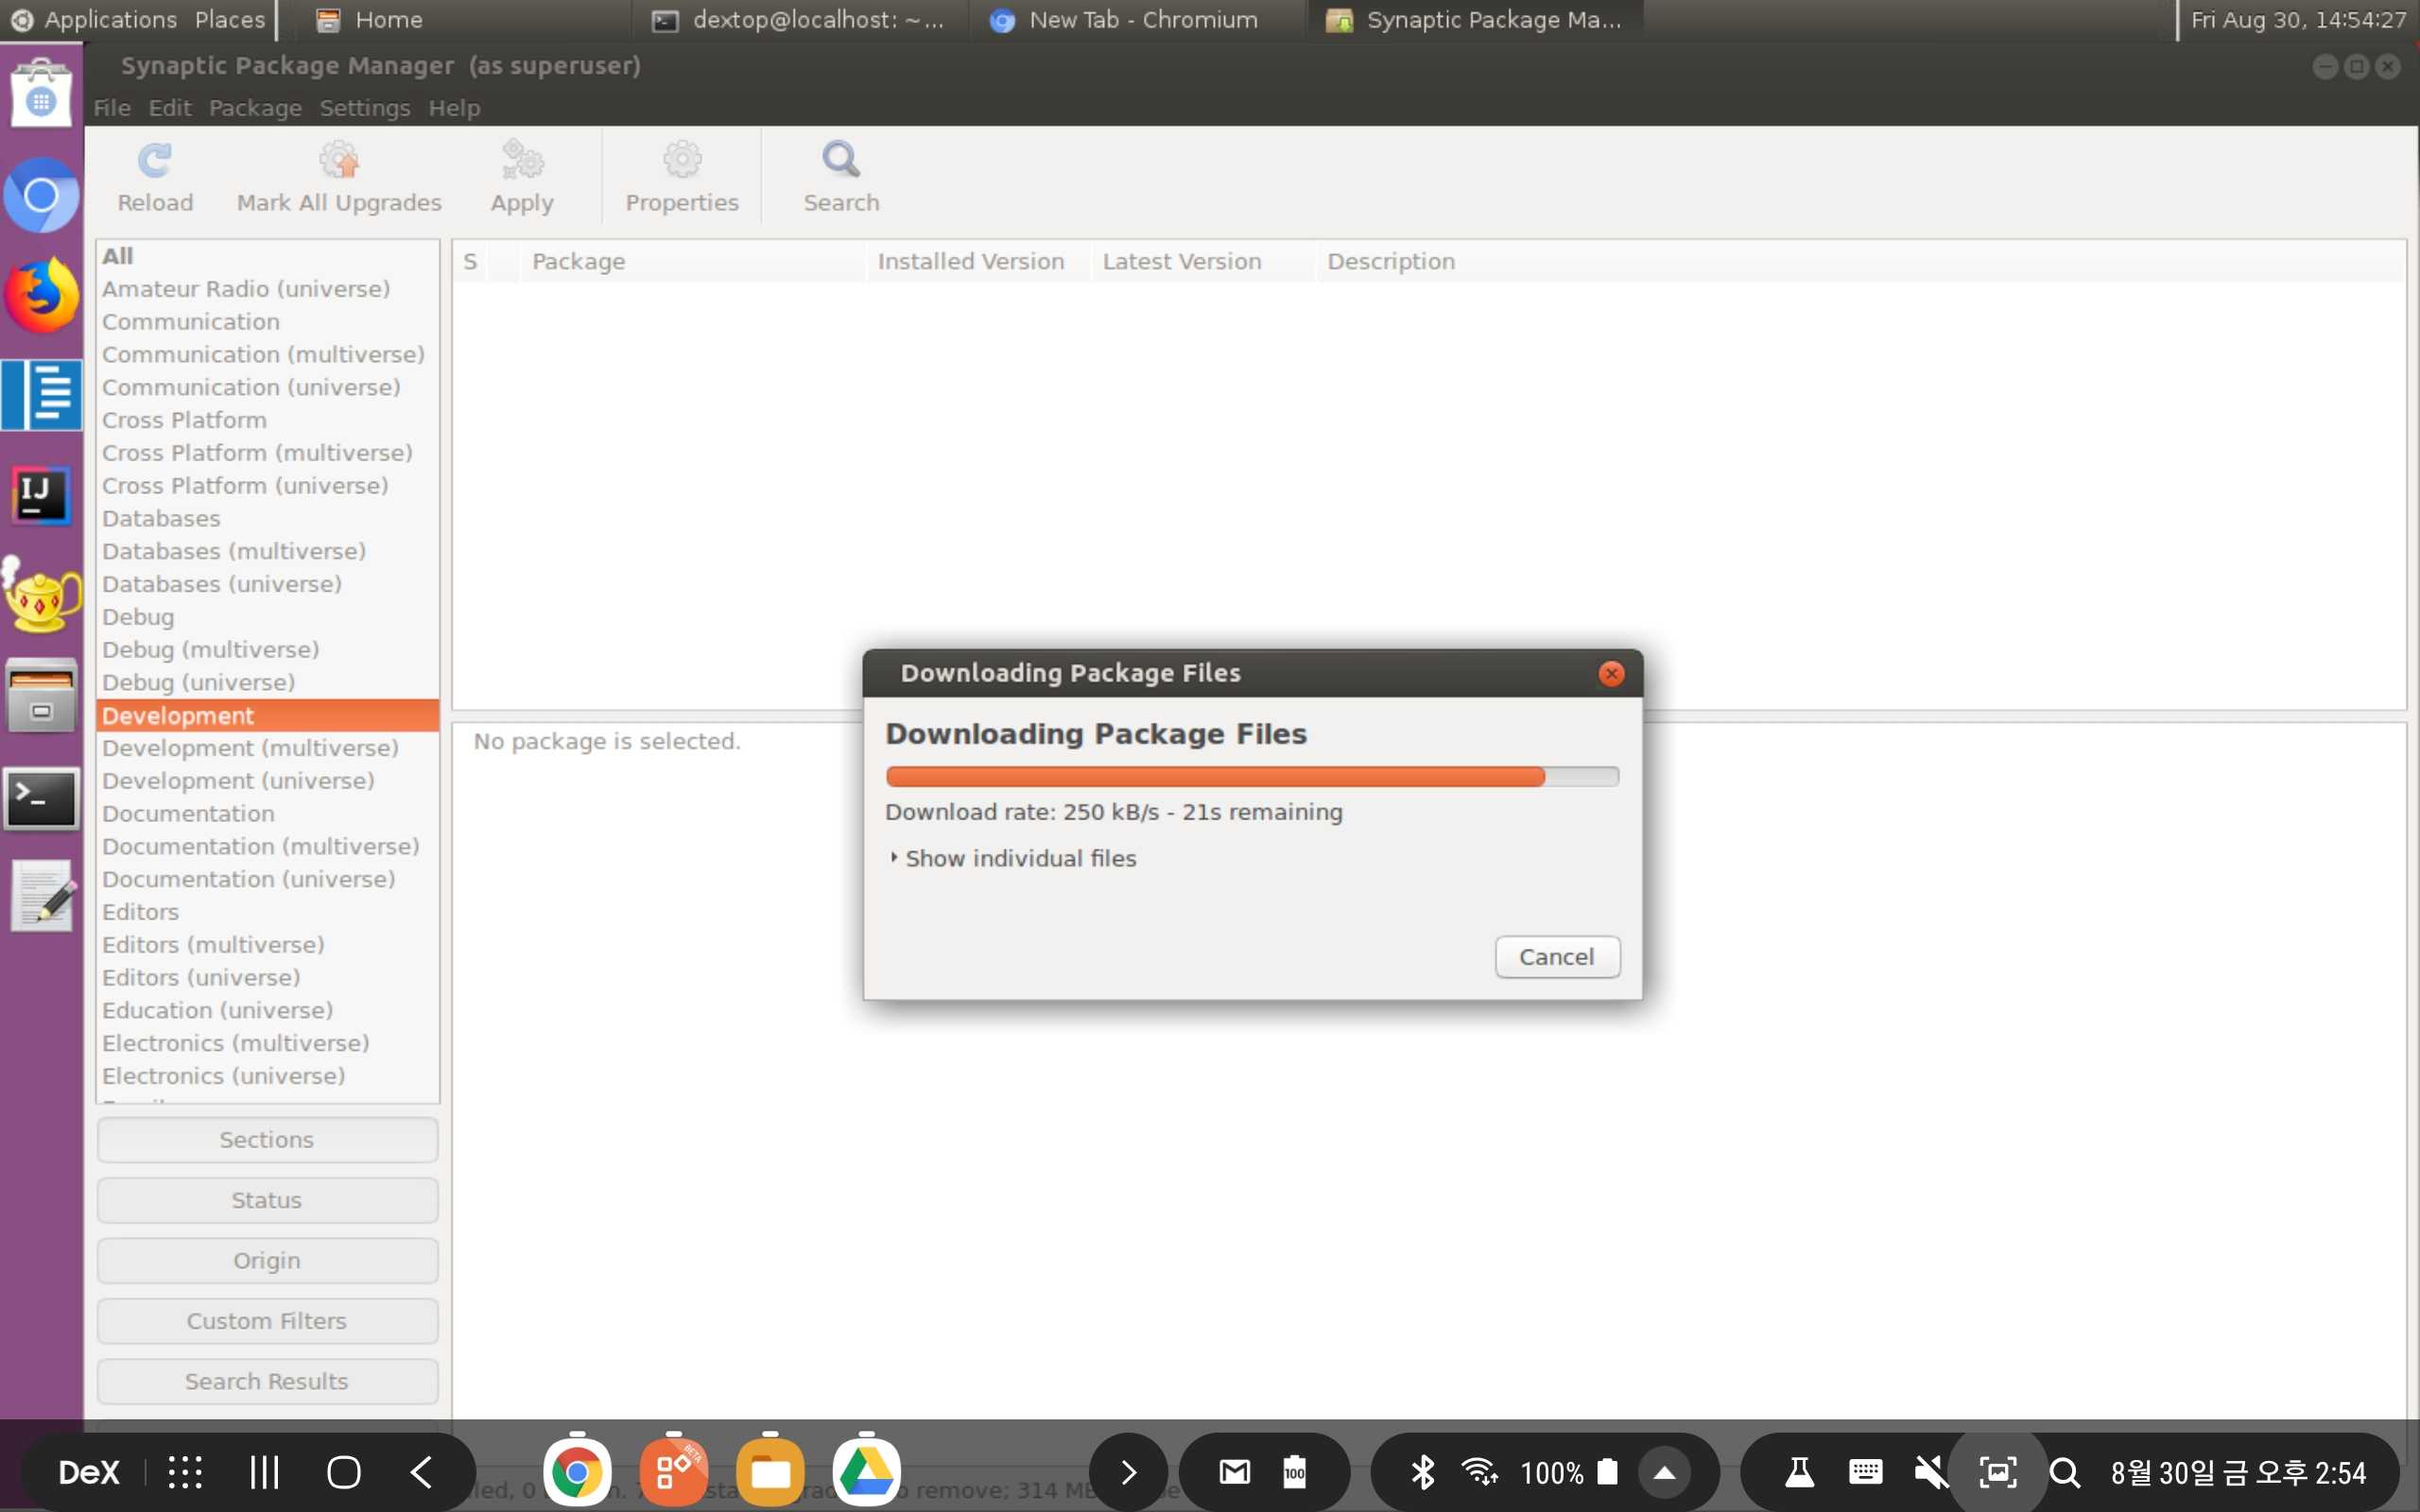 Applications Places Home dextop@localhost: ~... New Tab - Chromium Synaptic Package Ma... Fri Aug 30, 14:54:27
Synaptic Package Manager (as superuser)
File Edit Package Settings Help
Reload Mark All Upgrades Apply Properties Search
All
Amateur Radio (universe)
Communication
Communication (multiverse)
Communication (universe)
Cross Platform
Cross Platform (multiverse)
Cross Platform (universe)
Databases
Databases (multiverse)
Databases (universe)
Debug
Debug (multiverse)
Debug (universe)
Development
Development (multiverse)
Development (universe)
Documentation
Documentation (multiverse)
Documentation (universe)
Editors
Editors (multiverse)
Editors (universe)
Education (universe)
Electronics (multiverse)
Electronics (universe)
Sections
Status
Origin
Custom Filters
Search Results
S Package Installed Version Latest Version Description
No package is selected.
Downloading Package Files
Downloading Package Files
Download rate: 250 kB/s - 21s remaining
Show individual files
Cancel
IJ
>_
remove; 314 MB
DeX BETA 100 100% 8월 30일 금 오후 2:54